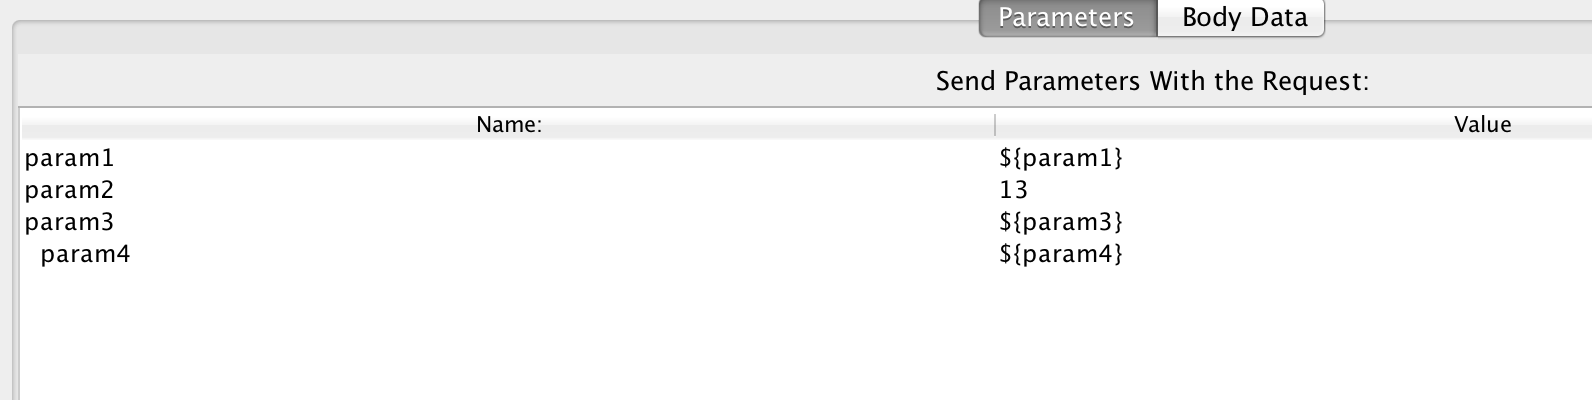 Parameters Body Data
Send Parameters With the Request:
Name: Value
param1 ${param1}
param2 13
param3 ${param3}
param4 ${param4}